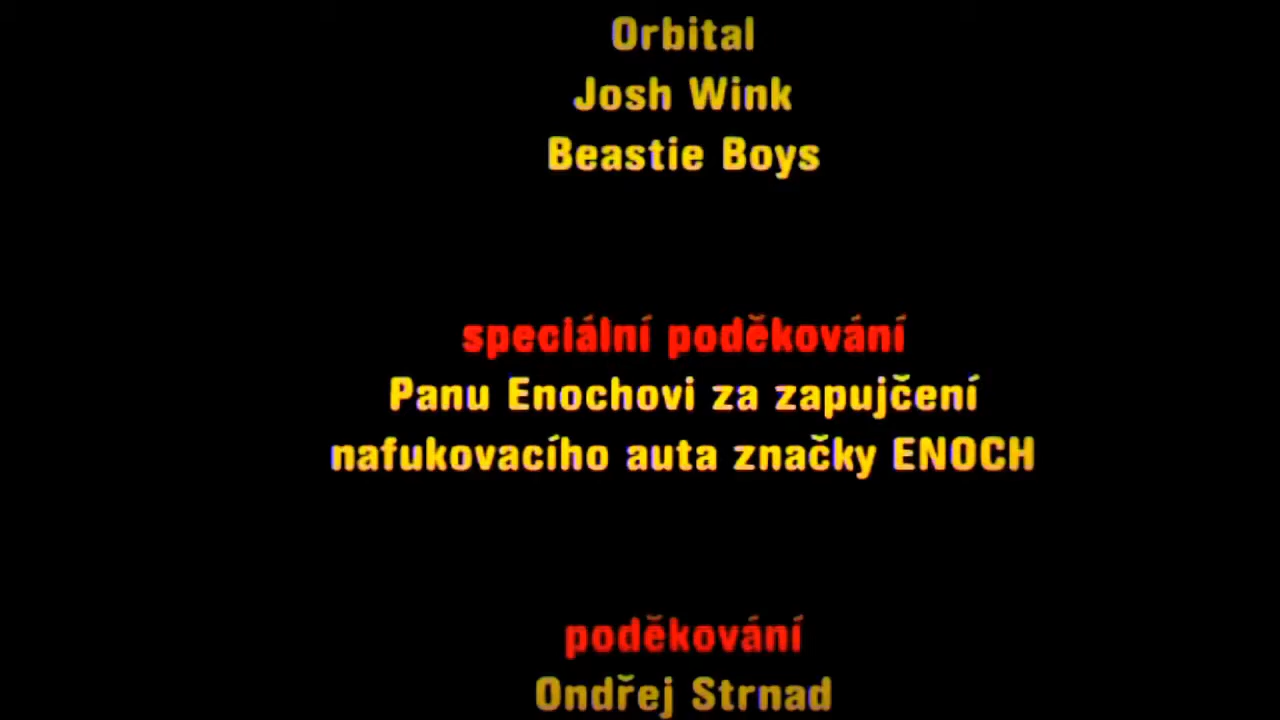 Orbital
Josh Wink
Beastie Boys
speciální poděkování
Panu Enochovi za zapujčení
nafukovacího auta značky ENOCH
poděkování
Ondřej Strnad